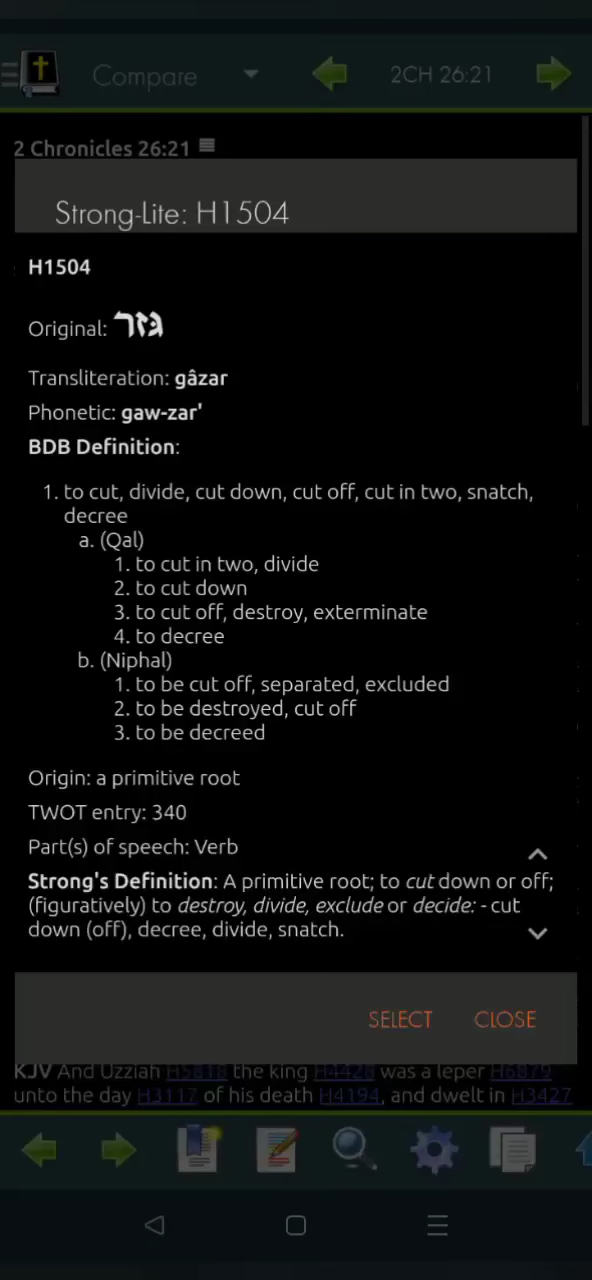 Compare
2CH 26:21
2 Chronicles 26:21
Strong-Lite: H1504
H1504
Original: גּזר
Transliteration: gâzar
Phonetic: gaw-zar'
BDB Definition:
1. to cut, divide, cut down, cut off, cut in two, snatch,
decree
a. (Qal)
1. to cut in two, divide
2. to cut down
3. to cut off, destroy, exterminate
4. to decree
b. (Niphal)
1. to be cut off, separated, excluded
2. to be destroyed, cut off
3. to be decreed
Origin: a primitive root
TWOT entry: 340
Part(s) of speech: Verb
Strong's Definition: A primitive root; to cut down or off;
(figuratively) to destroy, divide, exclude or decide: - cut
down (off), decree, divide, snatch.
SELECT CLOSE
KJV And Uzziah H5818 the king H4428 was a leper H6879
unto the day H3117 of his death H4194, and dwelt in H3427